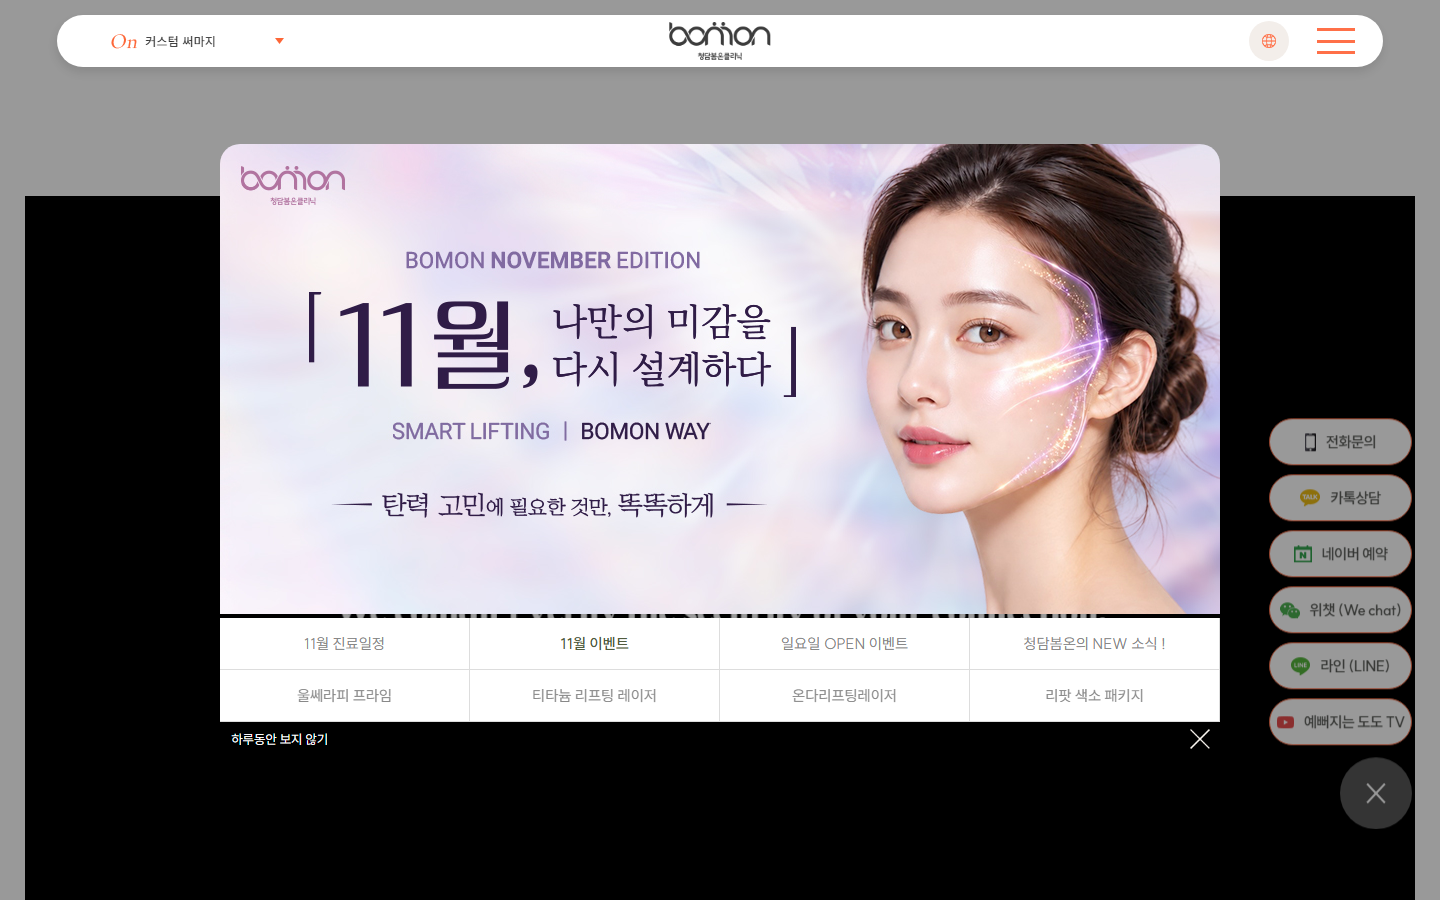 On 커스텀 써마지
bomon
청담봄온클리닉
bomon
청담봄온클리닉
BOMON NOVEMBER EDITION
「11월, 나만의 미감을
다시 설계하다」
SMART LIFTING | BOMON WAY
탄력 고민에 필요한 것만, 똑똑하게
11월 진료일정
11월 이벤트
일요일 OPEN 이벤트
청담봄온의 NEW 소식 !
울쎄라피 프라임
티타늄 리프팅 레이저
온다리프팅레이저
리팟 색소 패키지
하루동안 보지 않기
전화문의
TALK 카톡상담
N 네이버 예약
위챗 (We chat)
LINE 라인 (LINE)
예뻐지는 도도 TV